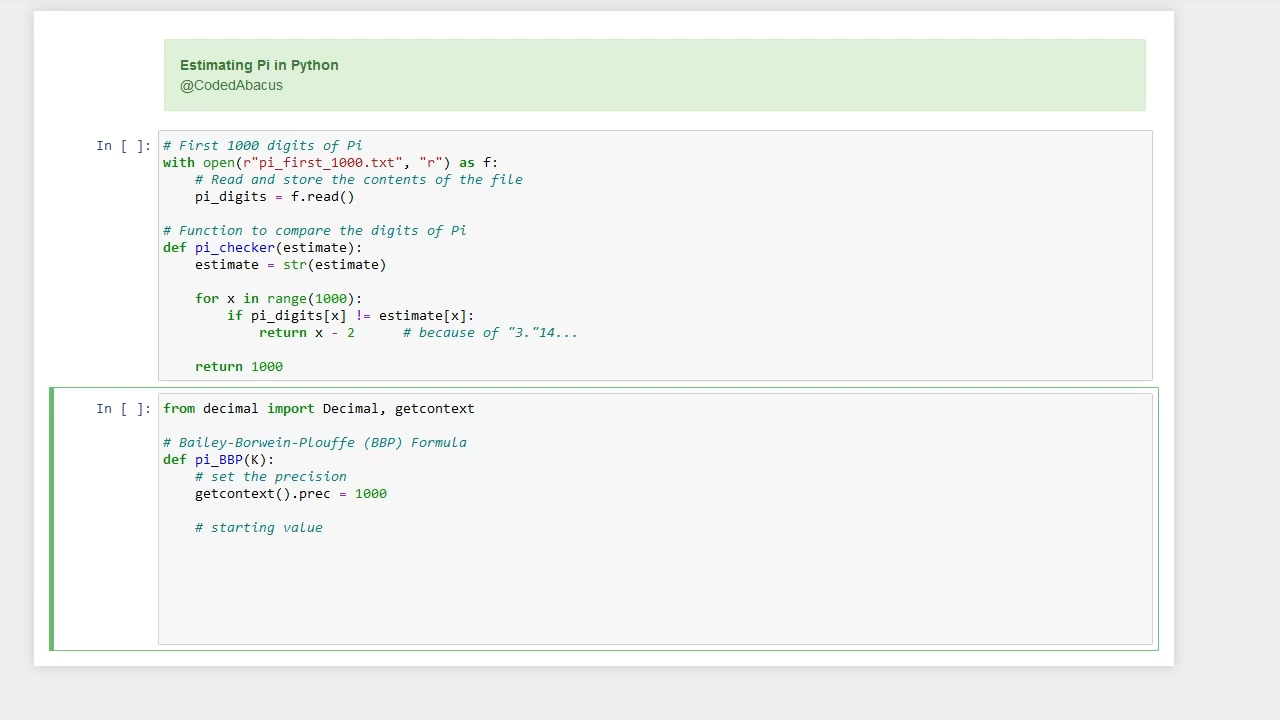 Estimating Pi in Python
@CodedAbacus
In [ ]:
# First 1000 digits of Pi
with open(r"pi_first_1000.txt", "r") as f:
    # Read and store the contents of the file
    pi_digits = f.read()

# Function to compare the digits of Pi
def pi_checker(estimate):
    estimate = str(estimate)

    for x in range(1000):
        if pi_digits[x] != estimate[x]:
            return x - 2      # because of “3.“14...

    return 1000
In [ ]:
from decimal import Decimal, getcontext

# Bailey-Borwein-Plouffe (BBP) Formula
def pi_BBP(K):
    # set the precision
    getcontext().prec = 1000

    # starting value